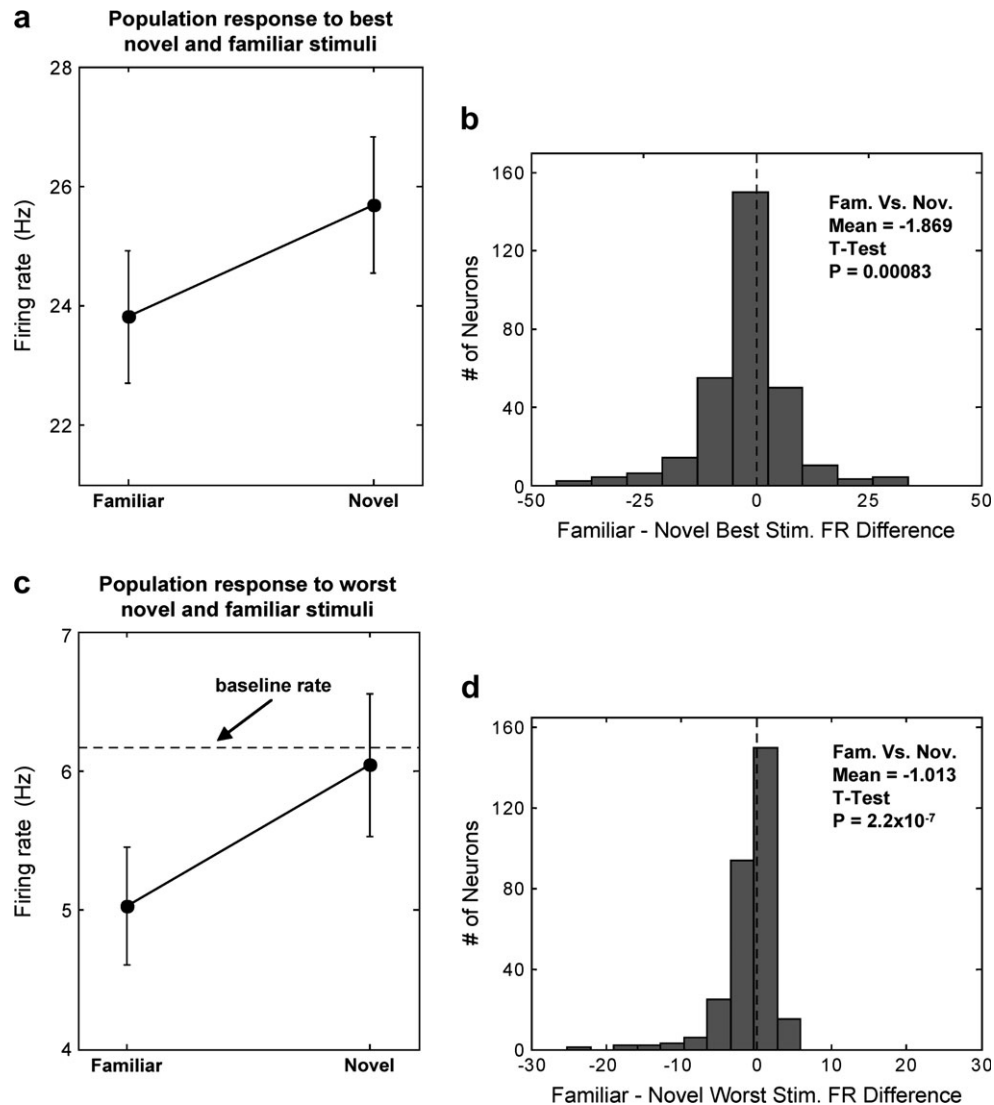 a
Population response to best
novel and familiar stimuli
28
26
24
22
Firing rate (Hz)
Familiar
Novel
b
160
120
80
40
0
# of Neurons
Fam. Vs. Nov.
Mean = -1.869
T-Test
P = 0.00083
-50
-25
0
25
50
Familiar - Novel Best Stim. FR Difference
c
Population response to worst
novel and familiar stimuli
7
6
5
4
Firing rate (Hz)
baseline rate
Familiar
Novel
d
160
120
80
40
0
# of Neurons
Fam. Vs. Nov.
Mean = -1.013
T-Test
P = 2.2x10⁻⁷
-30
-20
-10
0
10
20
30
Familiar - Novel Worst Stim. FR Difference